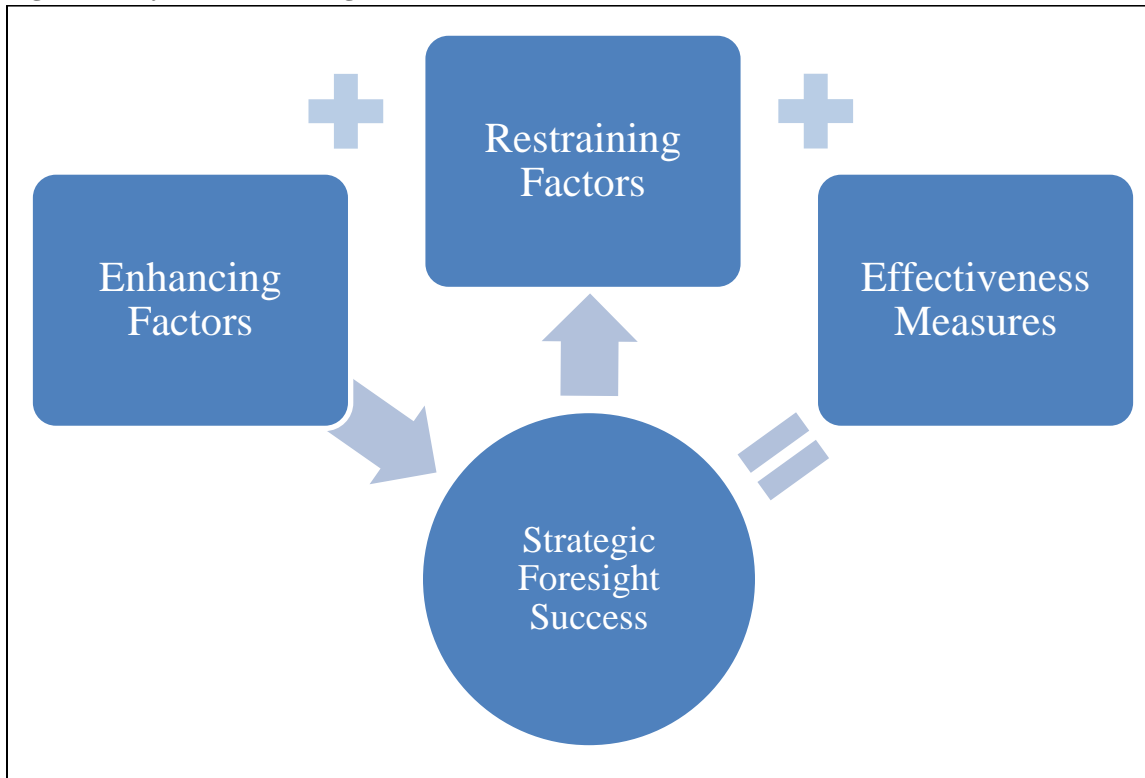 Enhancing
Factors
Restraining
Factors
Effectiveness
Measures
Strategic
Foresight
Success